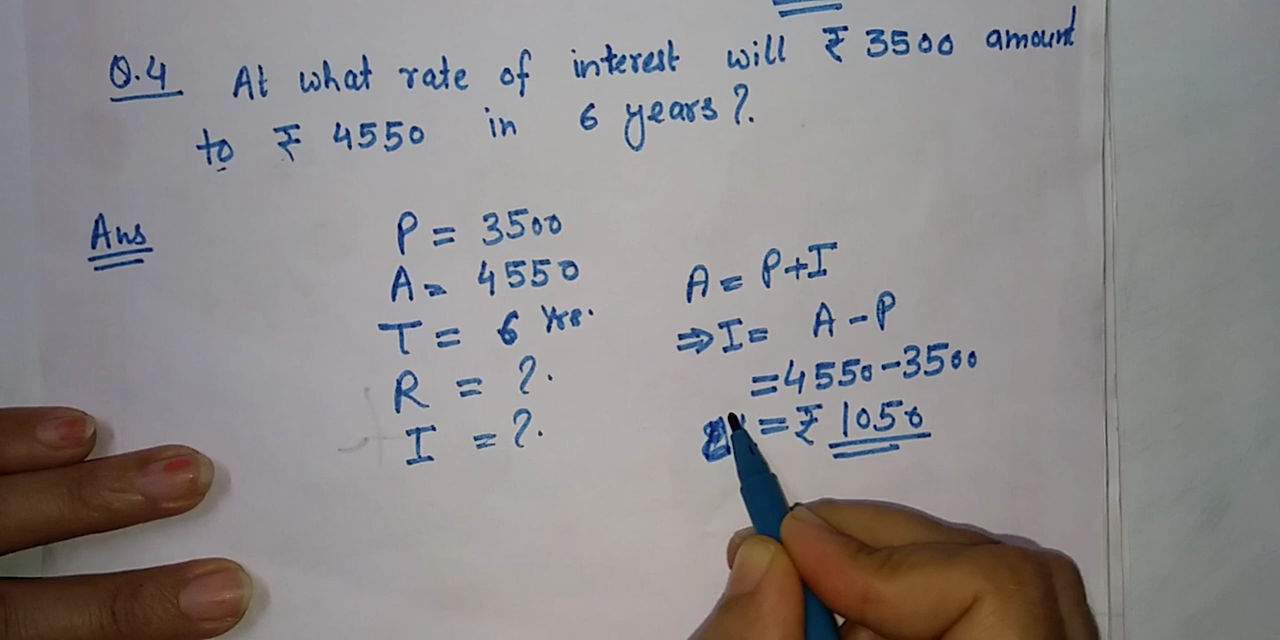 Q.4 At what rate of interest will ₹ 3500 amount
to ₹ 4550 in 6 years?.
Ans
P = 3500
A = 4550
T = 6 Yrs.
R = ?.
I = ?.
A = P+I
⇒ I = A - P
= 4550 - 3500
= ₹ 1050